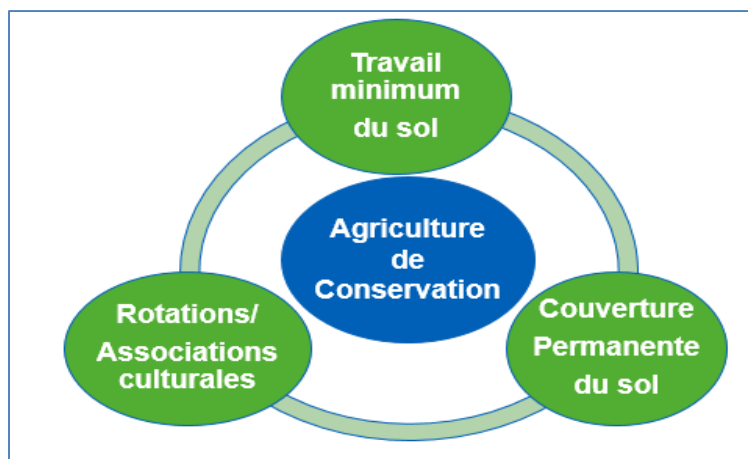 Travail
minimum
du sol
Agriculture
de
Conservation
Rotations/
Associations
culturales
Couverture
Permanente
du sol